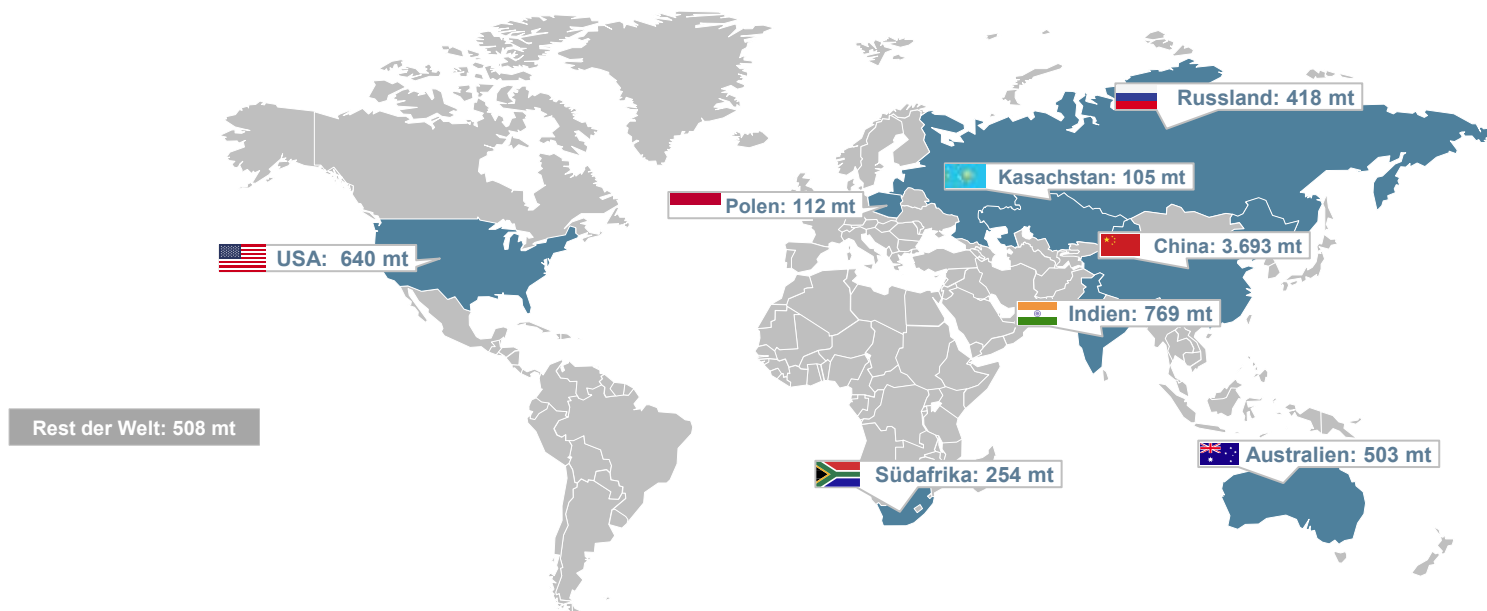 Russland: 418 mt
Kasachstan: 105 mt
Polen: 112 mt
China: 3.693 mt
USA: 640 mt
Indien: 769 mt
Rest der Welt: 508 mt
Australien: 503 mt
Südafrika: 254 mt